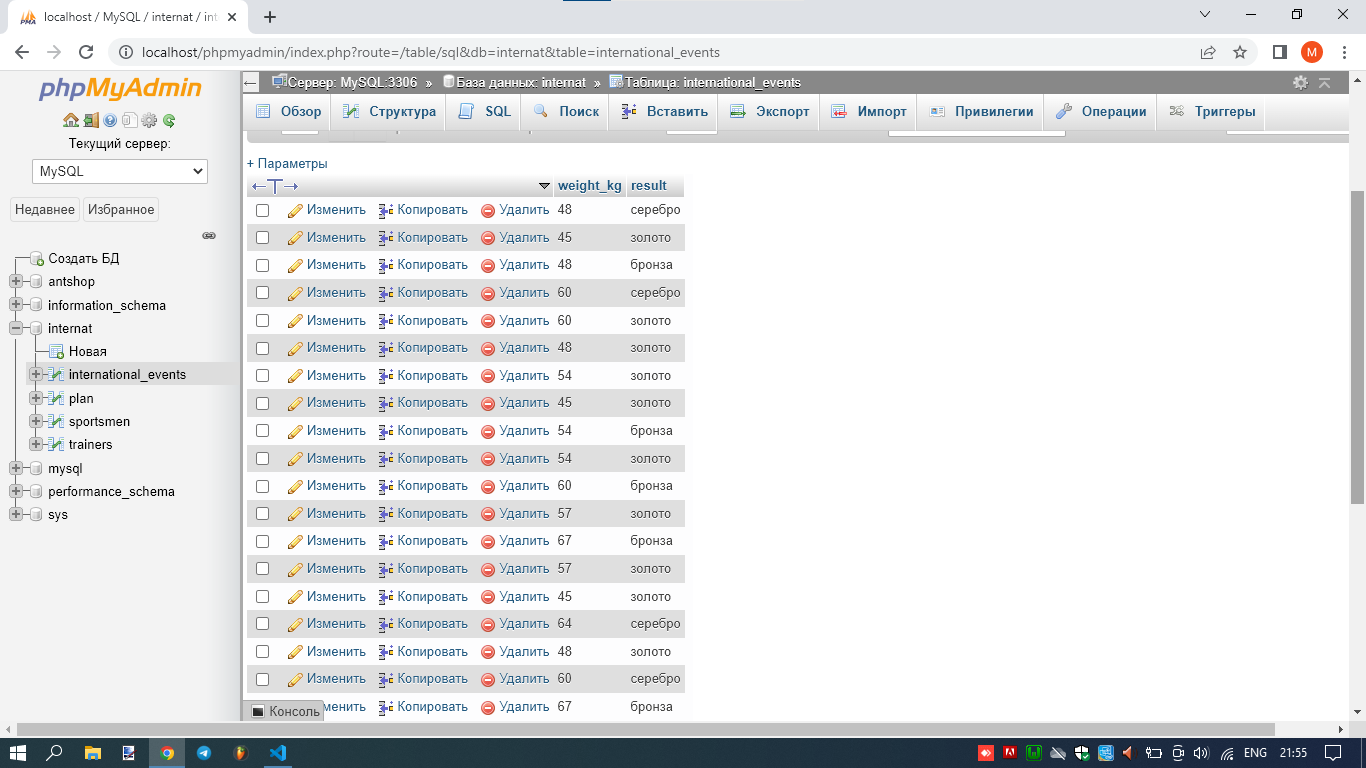 localhost / MySQL / internat / int
localhost/phpmyadmin/index.php?route=/table/sql&db=internat&table=international_events
M
phpMyAdmin
Текущий сервер:
MySQL
Недавнее Избранное
Создать БД
antshop
information_schema
internat
Новая
international_events
plan
sportsmen
trainers
mysql
performance_schema
sys
Сервер: MySQL:3306 » База данных: internat » Таблица: international_events
Обзор Структура SQL Поиск Вставить Экспорт Импорт Привилегии Операции Триггеры
+ Параметры
weight_kg result
Изменить Копировать Удалить 48 серебро
Изменить Копировать Удалить 45 золото
Изменить Копировать Удалить 48 бронза
Изменить Копировать Удалить 60 серебро
Изменить Копировать Удалить 60 золото
Изменить Копировать Удалить 48 золото
Изменить Копировать Удалить 54 золото
Изменить Копировать Удалить 45 золото
Изменить Копировать Удалить 54 бронза
Изменить Копировать Удалить 54 золото
Изменить Копировать Удалить 60 бронза
Изменить Копировать Удалить 57 золото
Изменить Копировать Удалить 67 бронза
Изменить Копировать Удалить 57 золото
Изменить Копировать Удалить 45 золото
Изменить Копировать Удалить 64 серебро
Изменить Копировать Удалить 48 золото
Изменить Копировать Удалить 60 серебро
менить Копировать Удалить 67 бронза
Консоль
ENG 21:55